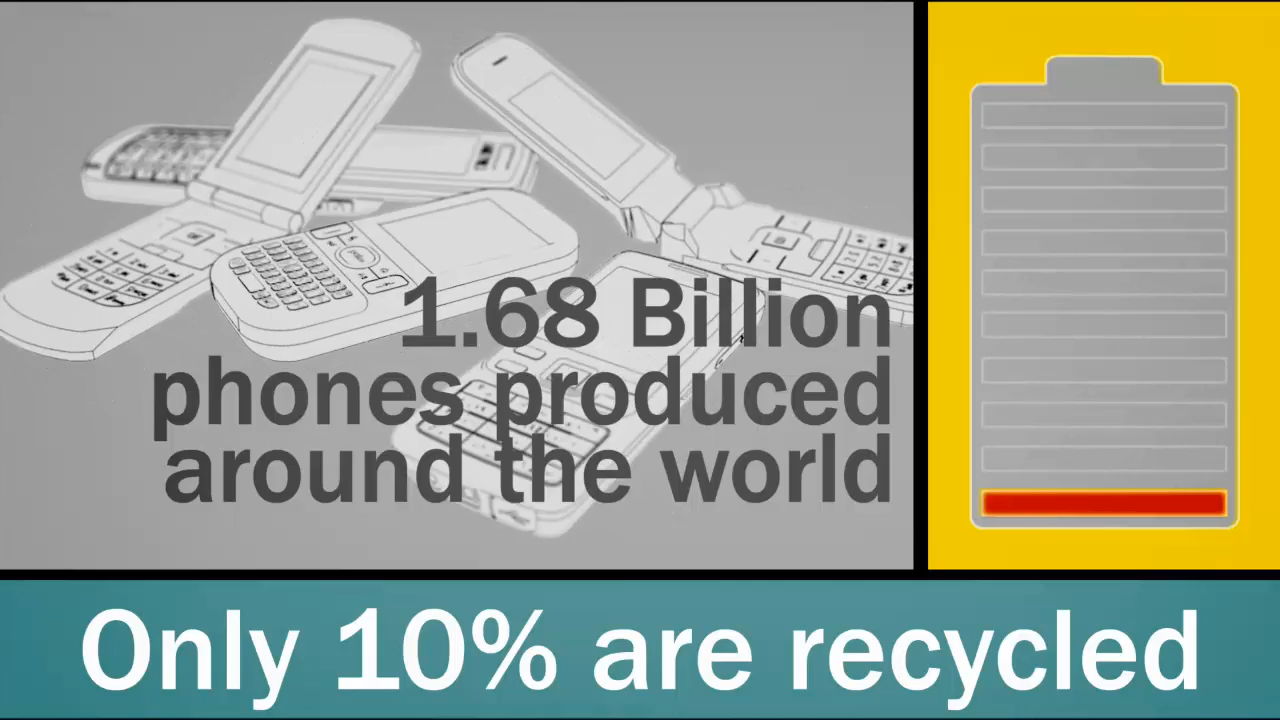 1.68 Billion
phones produced
around the world
Only 10% are recycled